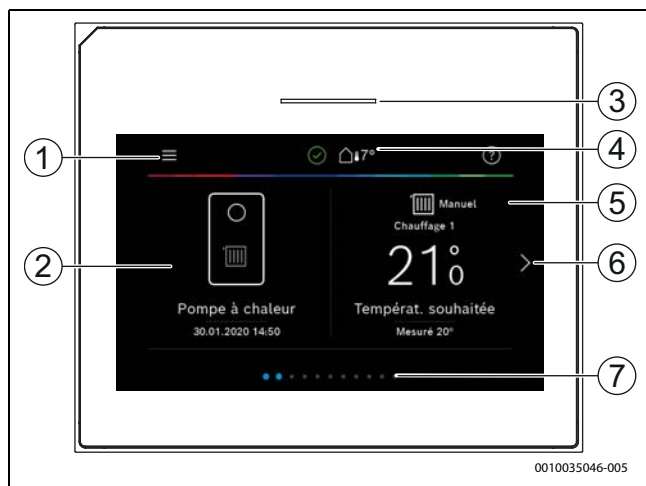 3
1
7°
?
4
Manuel
5
Chauffage 1
2
21°0
6
Pompe à chaleur
Températ. souhaitée
30.01.2020 14:50
Mesuré 20°
7
0010035046-005